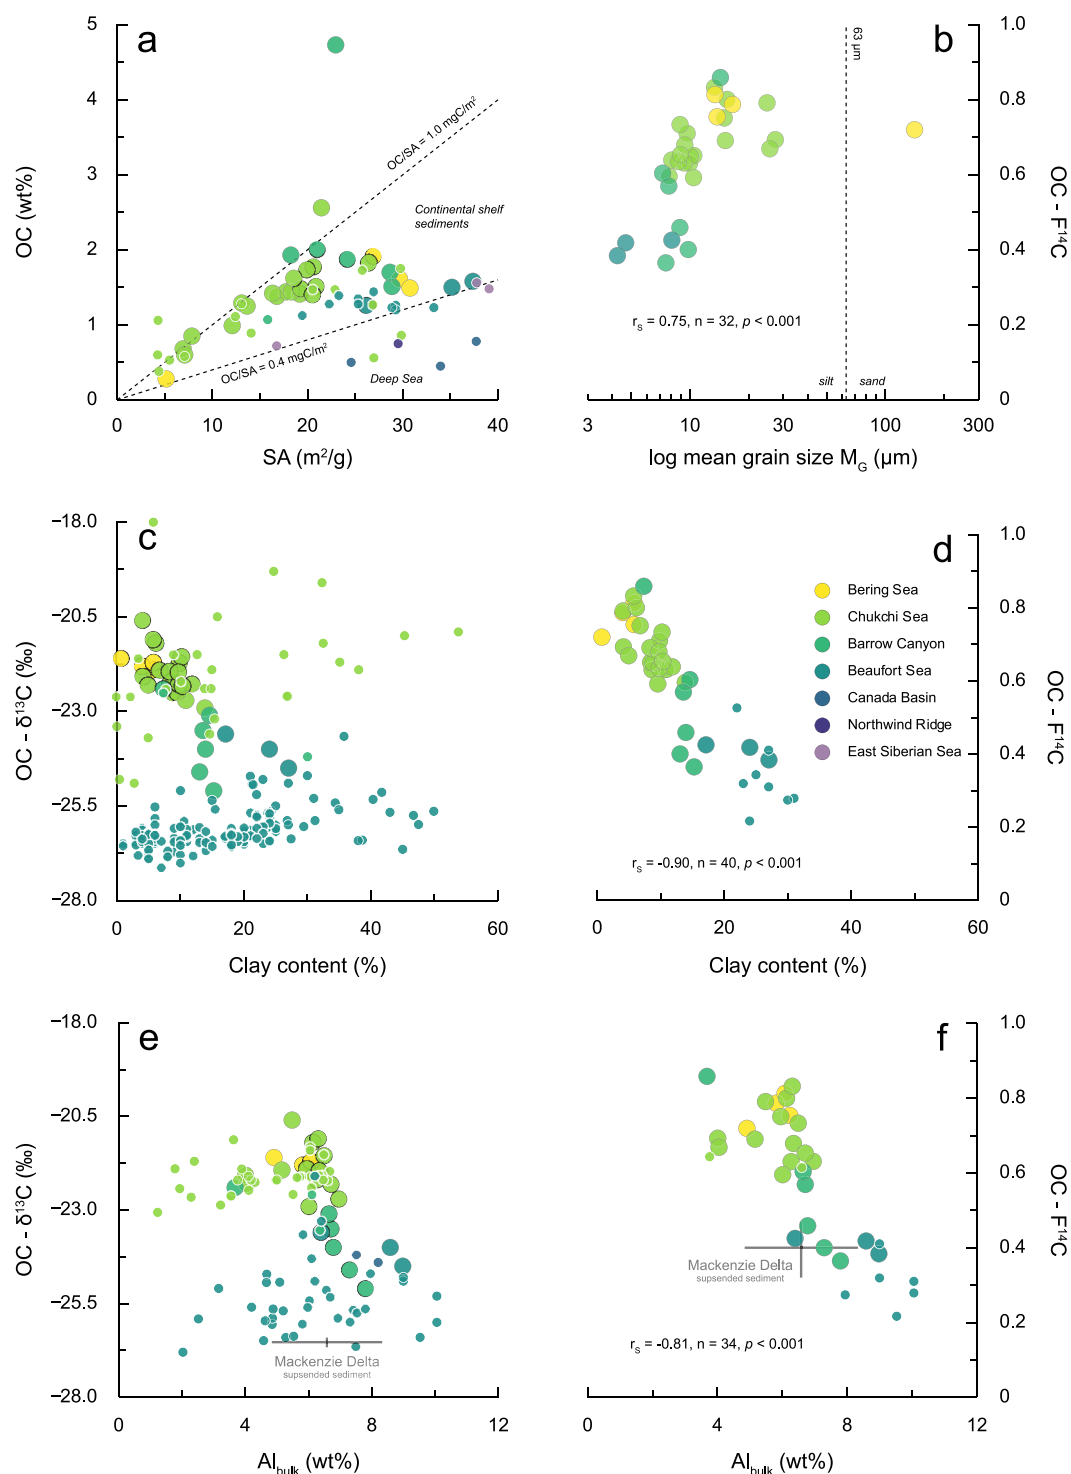 a
5
4
3
2
1
0
OC (wt%)
OC/SA = 1.0 mgC/m²
Continental shelf
sediments
OC/SA = 0.4 mgC/m²
Deep Sea
0 10 20 30 40
SA (m²/g)
b
63 µm
1.0
0.8
0.6
0.4
0.2
0
OC - F¹⁴C
rₛ = 0.75, n = 32, p < 0.001
silt sand
3 10 30 100 300
log mean grain size M_G (µm)
c
−18.0
−20.5
−23.0
−25.5
−28.0
OC - δ¹³C (‰)
0 20 40 60
Clay content (%)
d
1.0
0.8
0.6
0.4
0.2
0
OC - F¹⁴C
Bering Sea
Chukchi Sea
Barrow Canyon
Beaufort Sea
Canada Basin
Northwind Ridge
East Siberian Sea
rₛ = -0.90, n = 40, p < 0.001
0 20 40 60
Clay content (%)
e
−18.0
−20.5
−23.0
−25.5
−28.0
OC - δ¹³C (‰)
Mackenzie Delta
supsended sediment
0 4 8 12
Al_bulk (wt%)
f
1.0
0.8
0.6
0.4
0.2
0
OC - F¹⁴C
Mackenzie Delta
supsended sediment
rₛ = -0.81, n = 34, p < 0.001
0 4 8 12
Al_bulk (wt%)